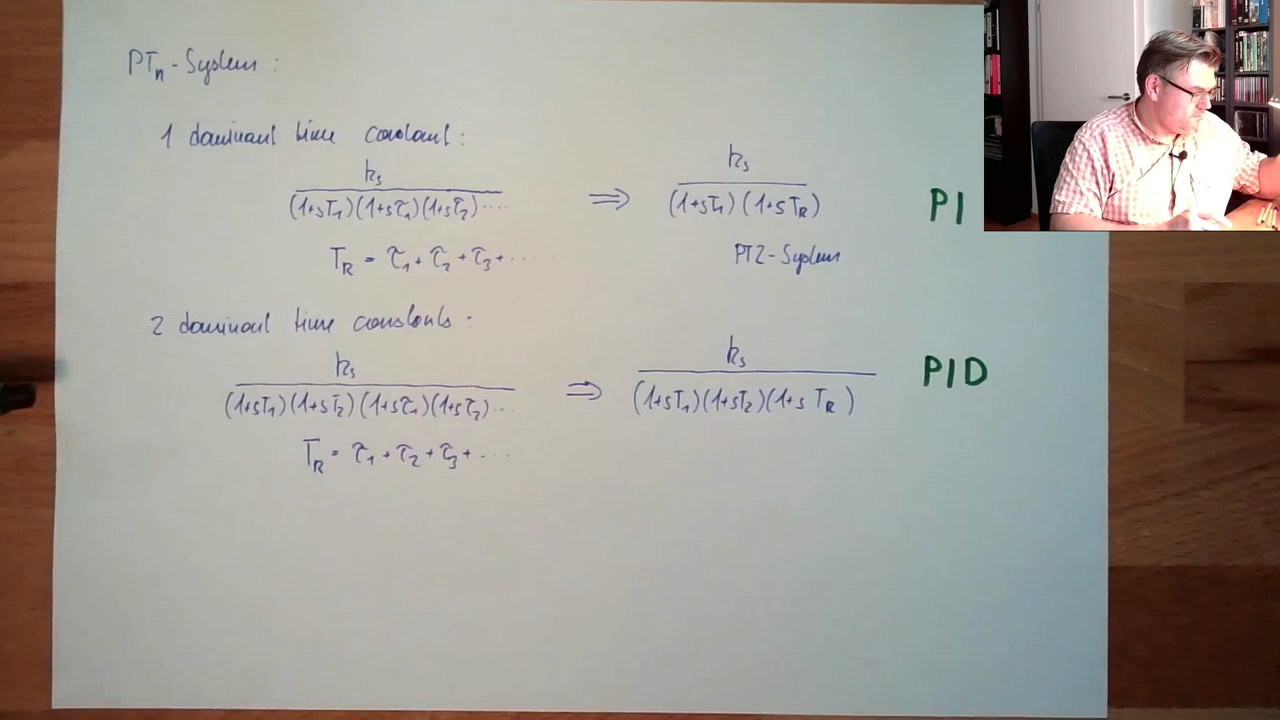 PTn-System :
1 dominant time constant :
ks / (1+sT1)(1+sτ1)(1+sτ2)···· ⟹ ks / (1+sT1)(1+sTR) PI
TR = τ1 + τ2 + τ3 + ····· PT2-System
2 dominant time constants :
ks / (1+sT1)(1+sT2)(1+sτ1)(1+sτ2)··· ⟹ ks / (1+sT1)(1+sT2)(1+sTR) PID
TR = τ1 + τ2 + τ3 + ····